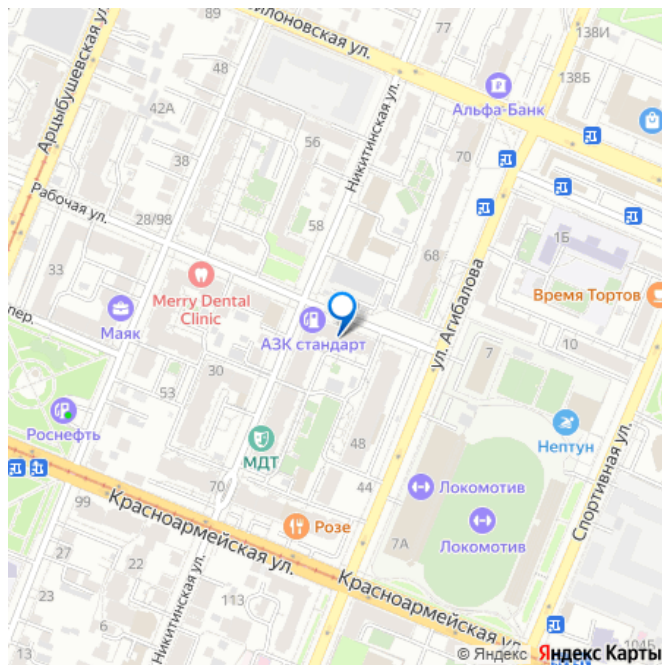 89
илоновская ул.
77
138И
138Б
48
Альфа-Банк
42А
Арцыбушевская ул.
56
Никитинская ул.
70
38
Рабочая ул.
28/98
58
1Б
33
68
Merry Dental
Clinic
Время Тортов
пер.
Маяк
АЗК стандарт
ул. Агибалова
7
10
30
53
Роснефть
МДТ
48
Нептун
Спортивная ул.
70
44
Локомотив
99
Красноармейская ул.
Розе
7А
Локомотив
27
22
Никитинская ул.
Красноармейская ул.
23
6
113
104Б
© Яндекс Яндекс Карты